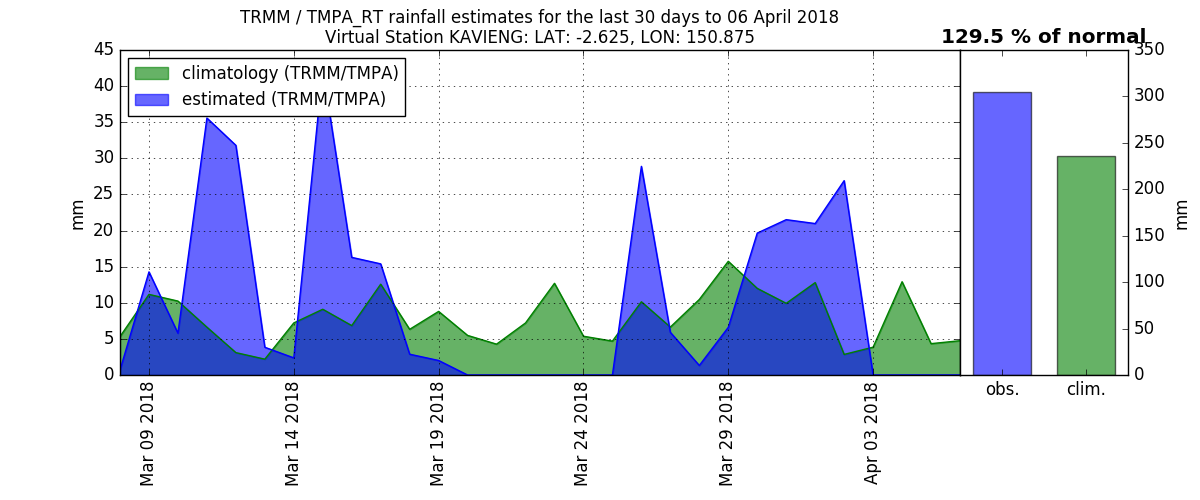 TRMM / TMPA_RT rainfall estimates for the last 30 days to 06 April 2018
Virtual Station KAVIENG: LAT: -2.625, LON: 150.875
129.5 % of normal
climatology (TRMM/TMPA)
estimated (TRMM/TMPA)
45
40
35
30
25
20
15
10
5
0
mm
Mar 09 2018
Mar 14 2018
Mar 19 2018
Mar 24 2018
Mar 29 2018
Apr 03 2018
obs.
clim.
350
300
250
200
150
100
50
0
mm